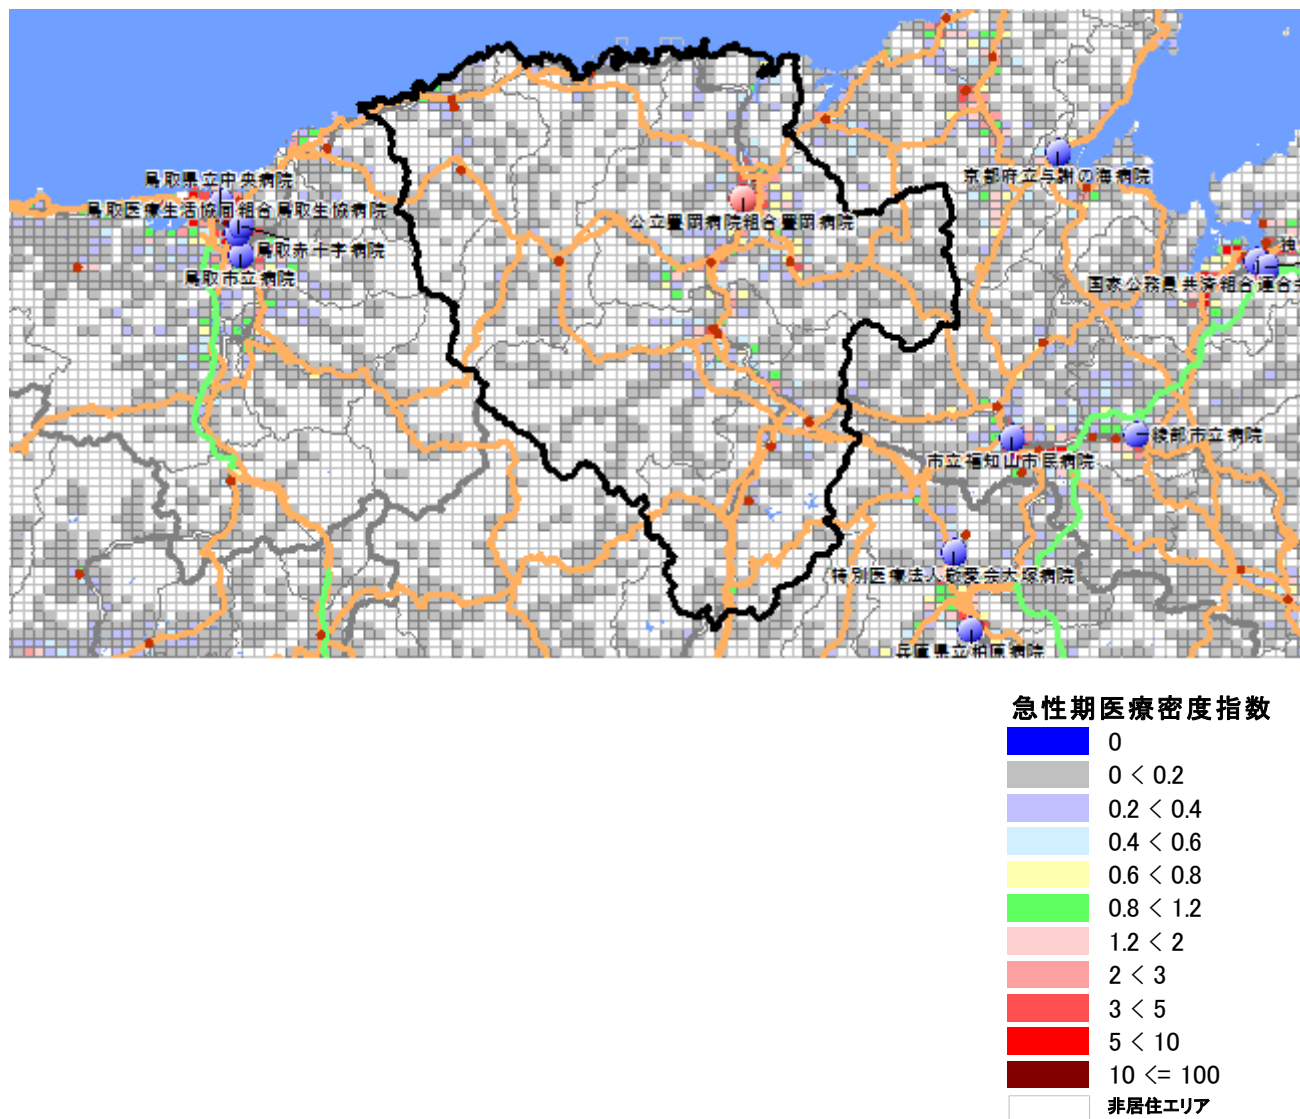 鳥取県立中央病院
鳥取医療生活協同組合鳥取生協病院
鳥取赤十字病院
鳥取市立病院
公立豊岡病院組合豊岡病院
京都府立与謝の海病院
独
国家公務員共済組合連合会
綾部市立病院
市立福知山市民病院
特別医療法人敬愛会大塚病院
兵庫県立柏原病院
急性期医療密度指数
0
0 < 0.2
0.2 < 0.4
0.4 < 0.6
0.6 < 0.8
0.8 < 1.2
1.2 < 2
2 < 3
3 < 5
5 < 10
10 <= 100
非居住エリア